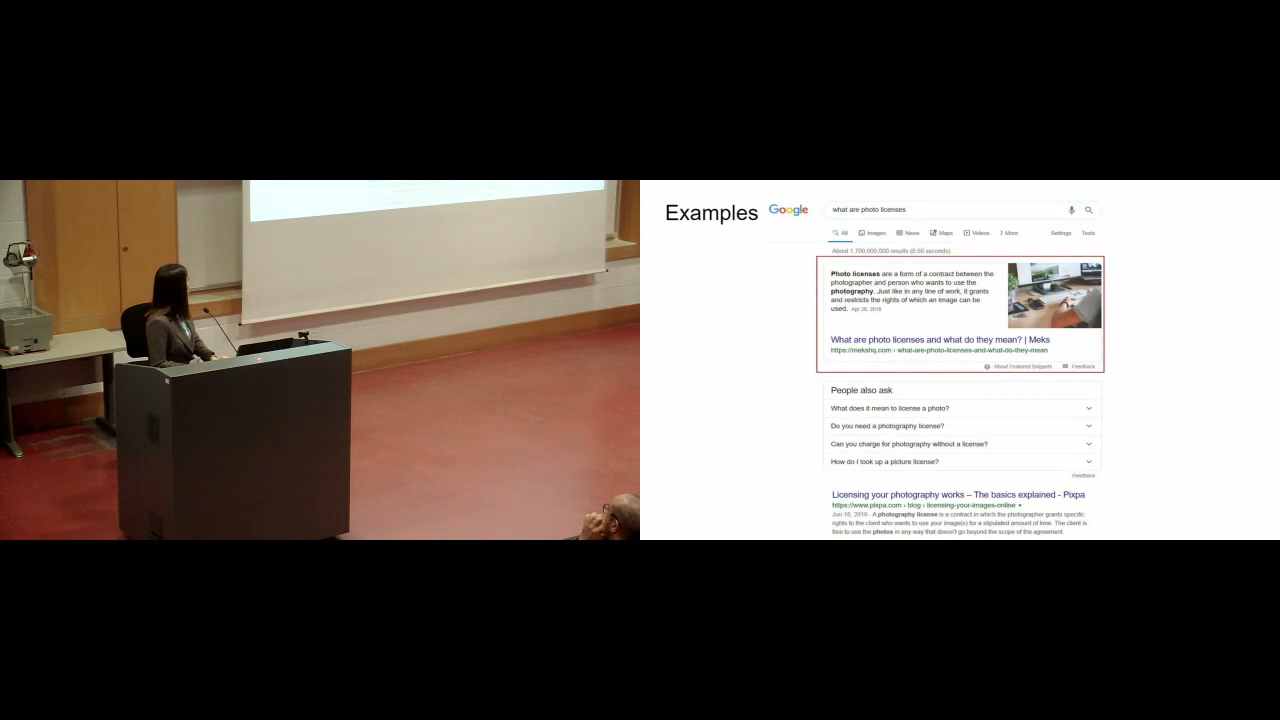 Examples
Google
what are photo licenses
All Images News Maps Videos More Settings Tools
About 1,700,000,000 results (0.50 seconds)
Photo licenses are a form of a contract between the
photographer and person who wants to use the
photography. Just like in any line of work, it grants
and restricts the rights of which an image can be
used. Apr 28, 2018
What are photo licenses and what do they mean? | Meks
https://mekshq.com › what-are-photo-licenses-and-what-do-they-mean
About Featured Snippets Feedback
People also ask
What does it mean to license a photo?
Do you need a photography license?
Can you charge for photography without a license?
How do I look up a picture license?
Feedback
Licensing your photography works – The basics explained - Pixpa
https://www.pixpa.com › blog › licensing-your-images-online
Jun 18, 2019 - A photography license is a contract in which the photographer grants specific
rights to the client who wants to use your image(s) for a stipulated amount of time. The client is
free to use the photos in any way that doesn't go beyond the scope of the agreement.